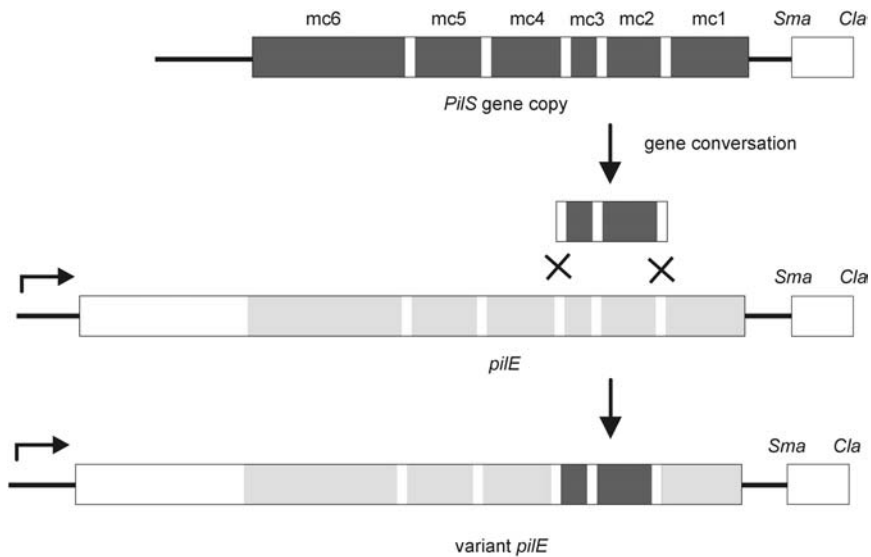 mc6 mc5 mc4 mc3 mc2 mc1 Sma Cla
PilS gene copy
gene conversation
Sma Cla
pilE
Sma Cla
variant pilE